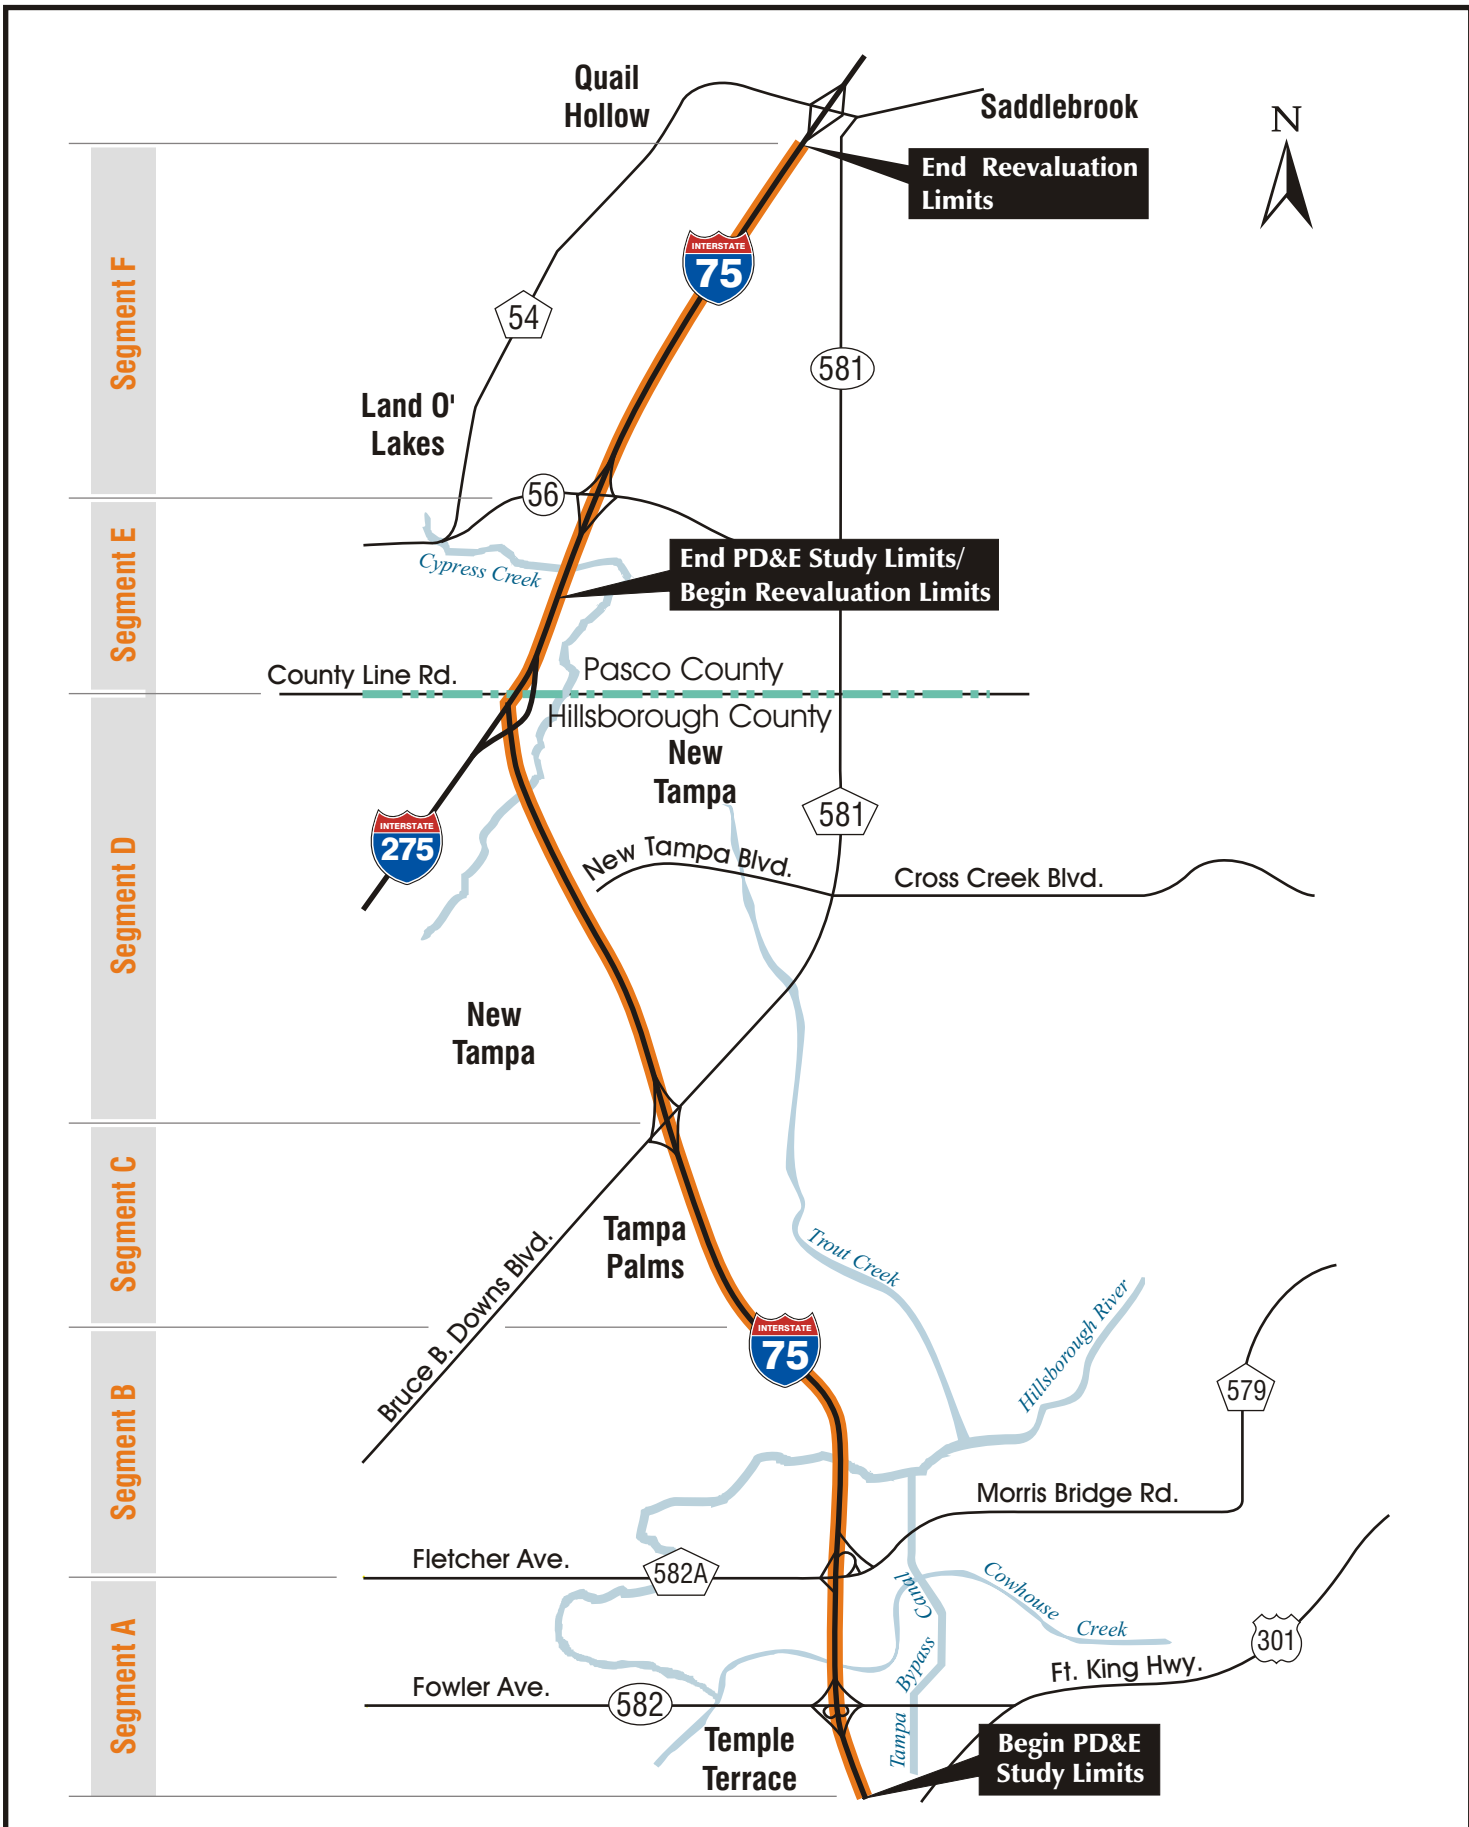 Quail
Hollow
Saddlebrook
N
End Reevaluation
Limits
INTERSTATE
75
Segment F
54
581
Land O'
Lakes
56
Segment E
Cypress Creek
End PD&E Study Limits/
Begin Reevaluation Limits
County Line Rd.
Pasco County
Hillsborough County
New
Tampa
581
INTERSTATE
275
New Tampa Blvd.
Cross Creek Blvd.
Segment D
New
Tampa
Segment C
Tampa
Palms
Bruce B. Downs Blvd.
Trout Creek
Hillsborough River
INTERSTATE
75
579
Segment B
Morris Bridge Rd.
Fletcher Ave.
582A
Cowhouse Creek
Tampa Bypass Canal
301
Ft. King Hwy.
Segment A
Fowler Ave.
582
Temple
Terrace
Begin PD&E
Study Limits